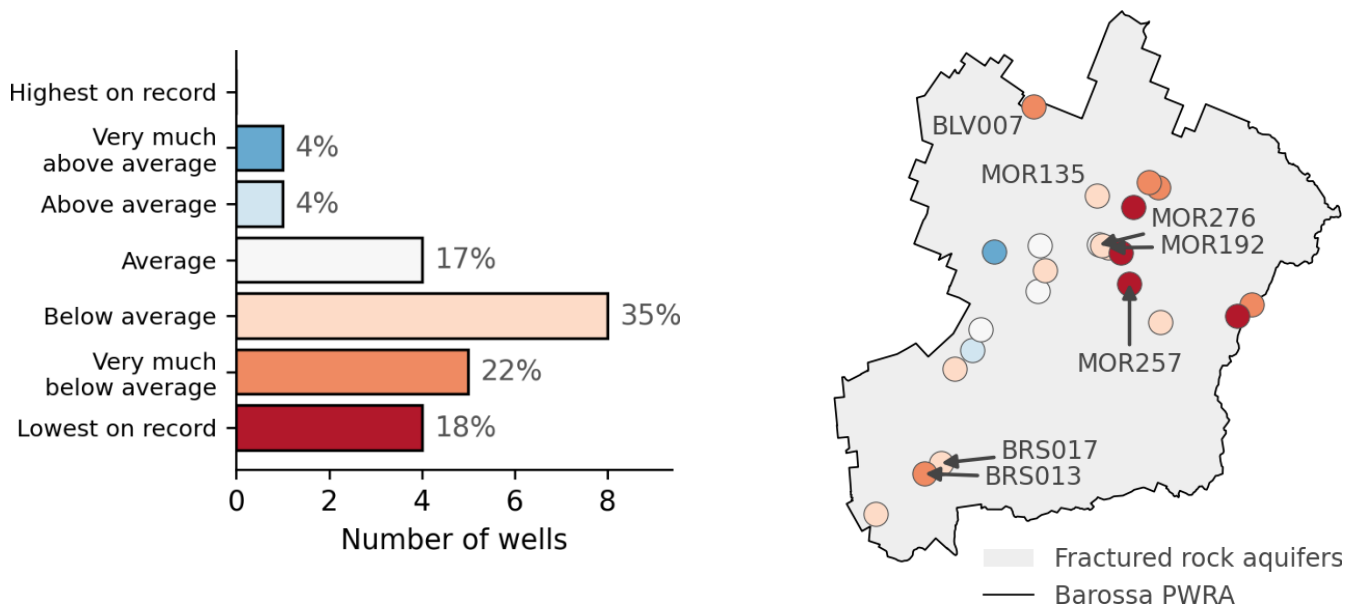 Highest on record
Very much
above average
4%
Above average
4%
Average
17%
Below average
35%
Very much
below average
22%
Lowest on record
18%
0
2
4
6
8
Number of wells
BLV007
MOR135
MOR276
MOR192
MOR257
BRS017
BRS013
Fractured rock aquifers
Barossa PWRA